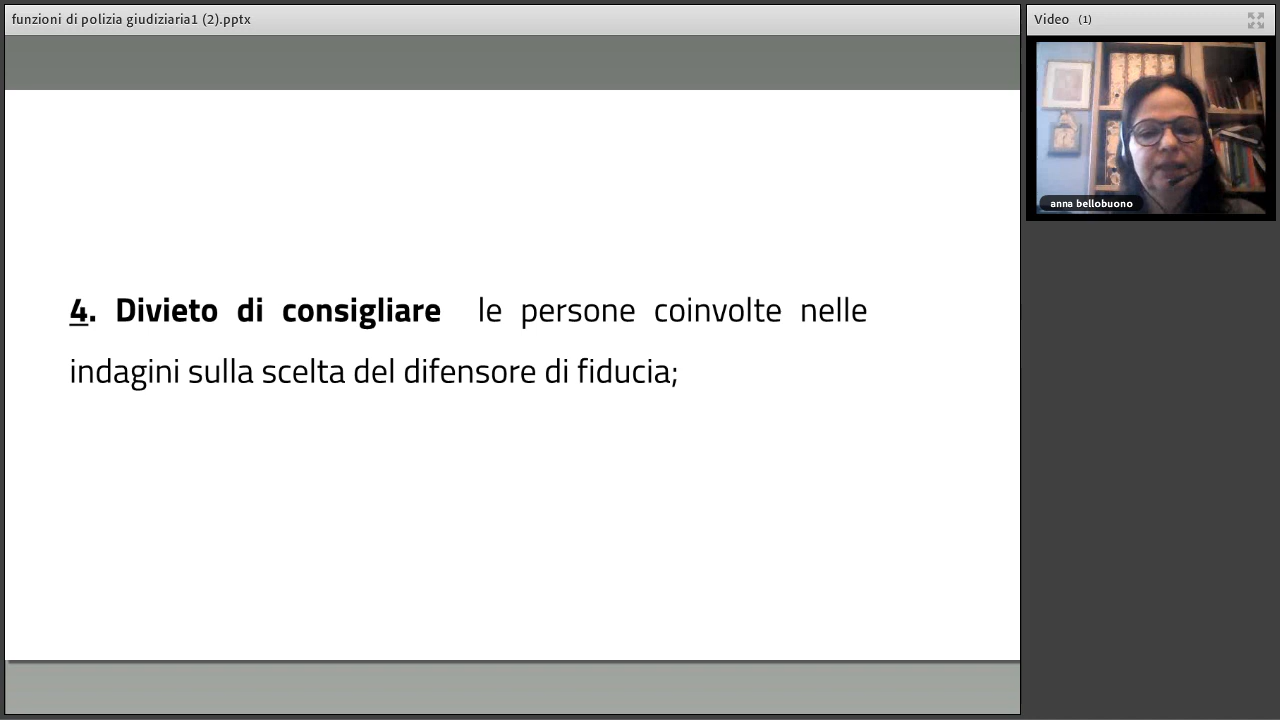 funzioni di polizia giudiziaria1 (2).pptx
Video (1)
anna bellobuono
4. Divieto di consigliare le persone coinvolte nelle
indagini sulla scelta del difensore di fiducia;